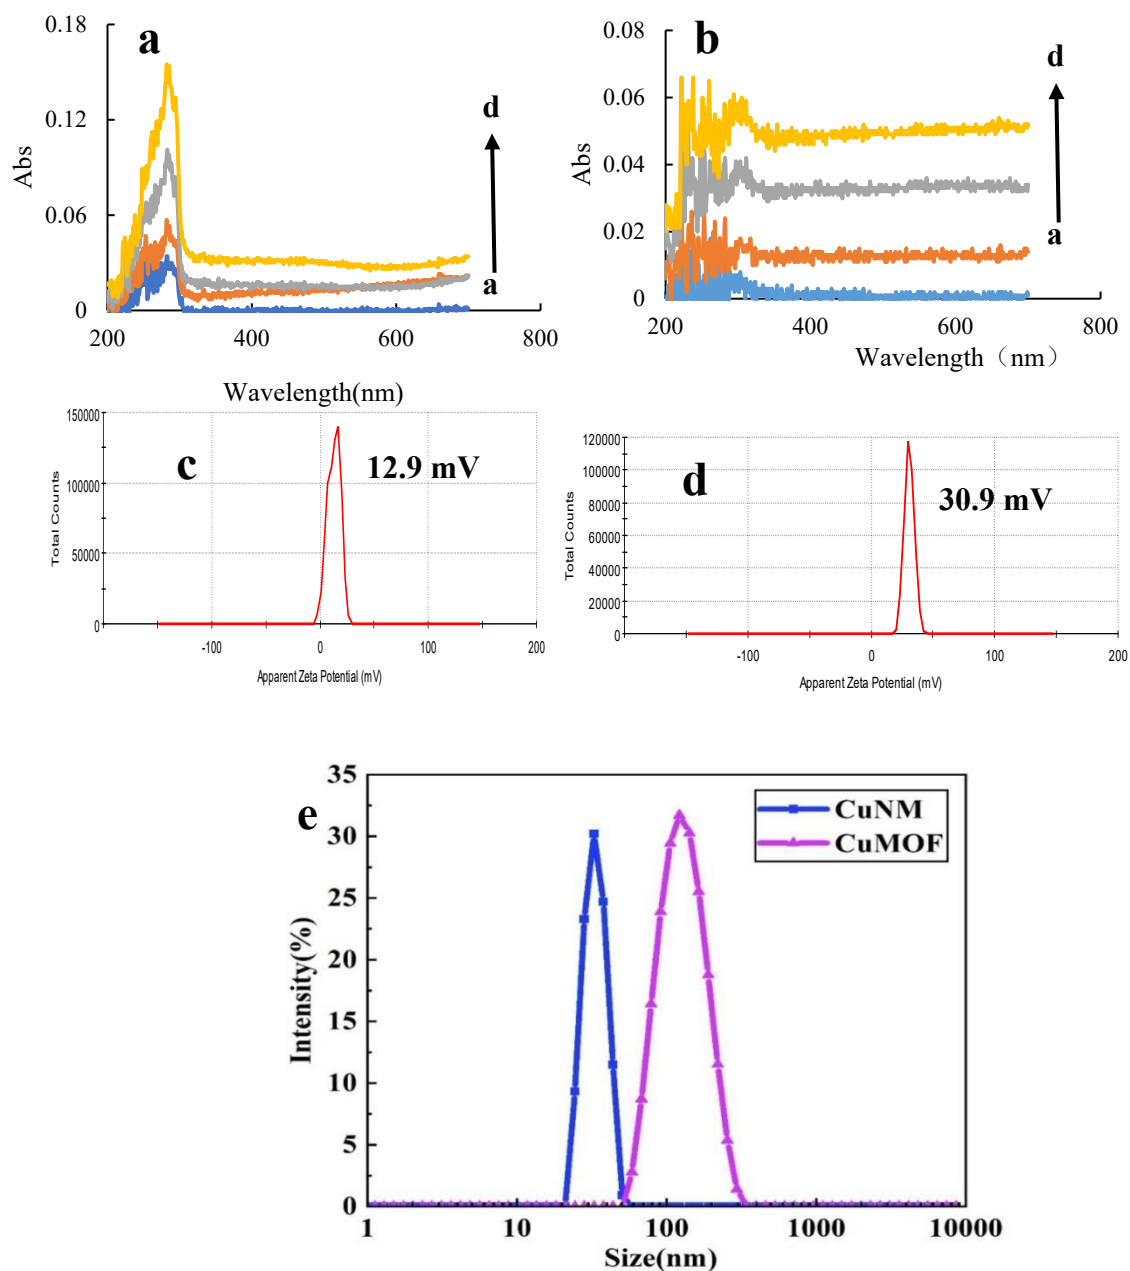 a
0.18
0.12
0.06
0
Abs
d
a
200
400
600
800
Wavelength(nm)
b
0.08
0.06
0.04
0.02
0
Abs
d
a
200
400
600
800
Wavelength（nm）
c
12.9 mV
150000
100000
50000
0
Total Counts
-100
0
100
200
Apparent Zeta Potential (mV)
d
30.9 mV
120000
100000
80000
60000
40000
20000
0
Total Counts
-100
0
100
200
Apparent Zeta Potential (mV)
e
CuNM
CuMOF
35
30
25
20
15
10
5
0
Intensity(%)
1
10
100
1000
10000
Size(nm)